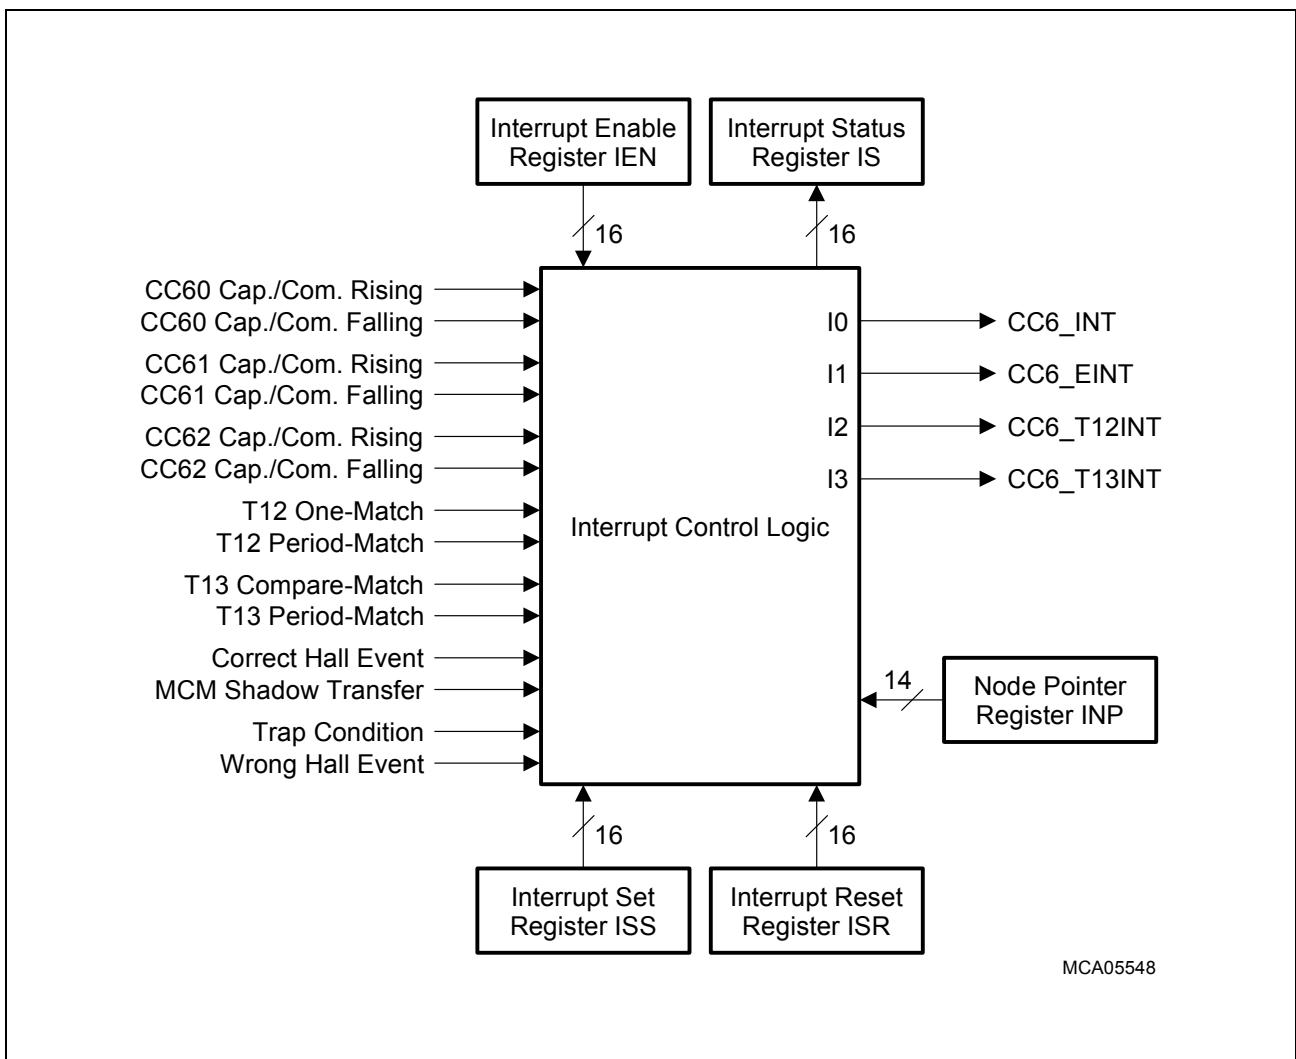 Interrupt Enable
Register IEN
Interrupt Status
Register IS
16
16
CC60 Cap./Com. Rising
CC60 Cap./Com. Falling
CC61 Cap./Com. Rising
CC61 Cap./Com. Falling
CC62 Cap./Com. Rising
CC62 Cap./Com. Falling
T12 One-Match
T12 Period-Match
T13 Compare-Match
T13 Period-Match
Correct Hall Event
MCM Shadow Transfer
Trap Condition
Wrong Hall Event
Interrupt Control Logic
I0
CC6_INT
I1
CC6_EINT
I2
CC6_T12INT
I3
CC6_T13INT
14
Node Pointer
Register INP
16
16
Interrupt Set
Register ISS
Interrupt Reset
Register ISR
MCA05548